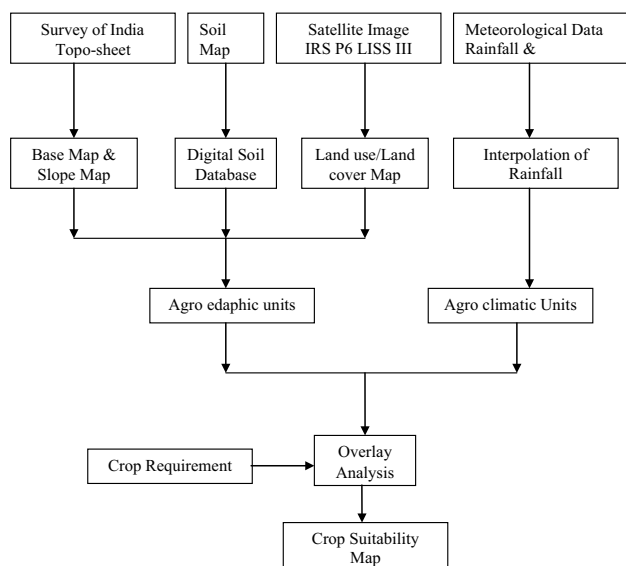 Survey of India
Topo-sheet
Soil
Map
Satellite Image
IRS P6 LISS III
Meteorological Data
Rainfall &
Base Map &
Slope Map
Digital Soil
Database
Land use/Land
cover Map
Interpolation of
Rainfall
Agro edaphic units
Agro climatic Units
Crop Requirement
Overlay
Analysis
Crop Suitability
Map